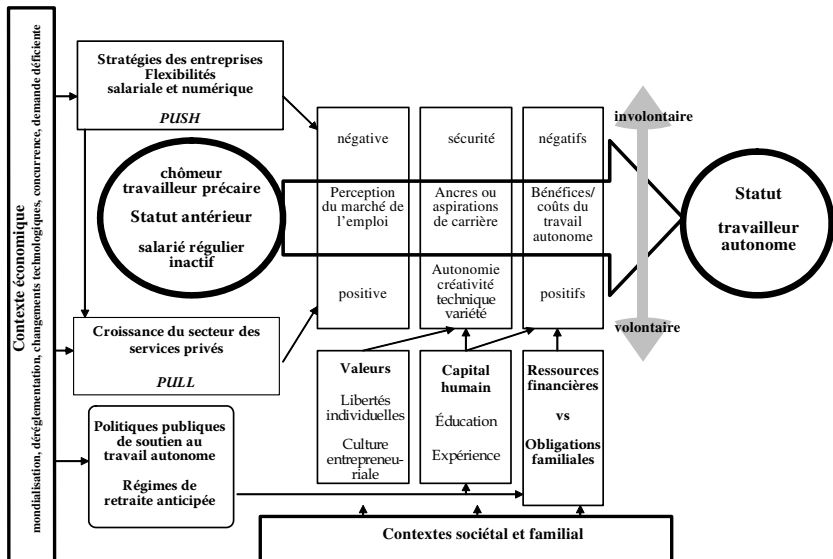 Contexte économique
mondialisation, déréglementation, changements technologiques, concurrence, demande déficiente
Stratégies des entreprises
Flexibilités
salariale et numérique
PUSH
chômeur
travailleur précaire
Statut antérieur
salarié régulier
inactif
Croissance du secteur des
services privés
PULL
Politiques publiques
de soutien au
travail autonome
Régimes de
retraite anticipée
négative
Perception
du marché de
l’emploi
positive
sécurité
Ancres ou
aspirations
de carrière
Autonomie
créativité
technique
variété
négatifs
Bénéfices/
coûts du
travail
autonome
positifs
involontaire
volontaire
Statut
travailleur
autonome
Valeurs
Libertés
individuelles
Culture
entrepreneu-
riale
Capital
humain
Éducation
Expérience
Ressources
financières
vs
Obligations
familiales
Contextes sociétal et familial